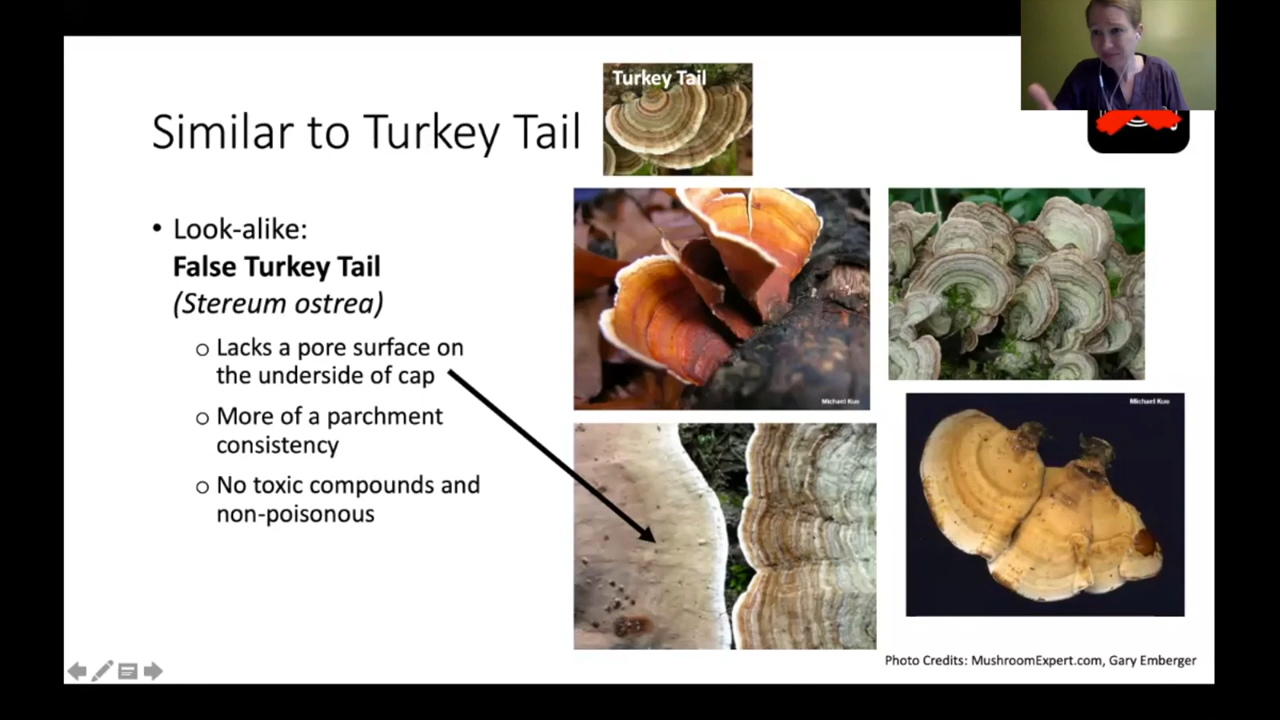 Turkey Tail
Similar to Turkey Tail
• Look-alike:
False Turkey Tail
(Stereum ostrea)
o Lacks a pore surface on
the underside of cap
o More of a parchment
consistency
o No toxic compounds and
non-poisonous
Michael Kuo
Michael Kuo
Photo Credits: MushroomExpert.com, Gary Emberger